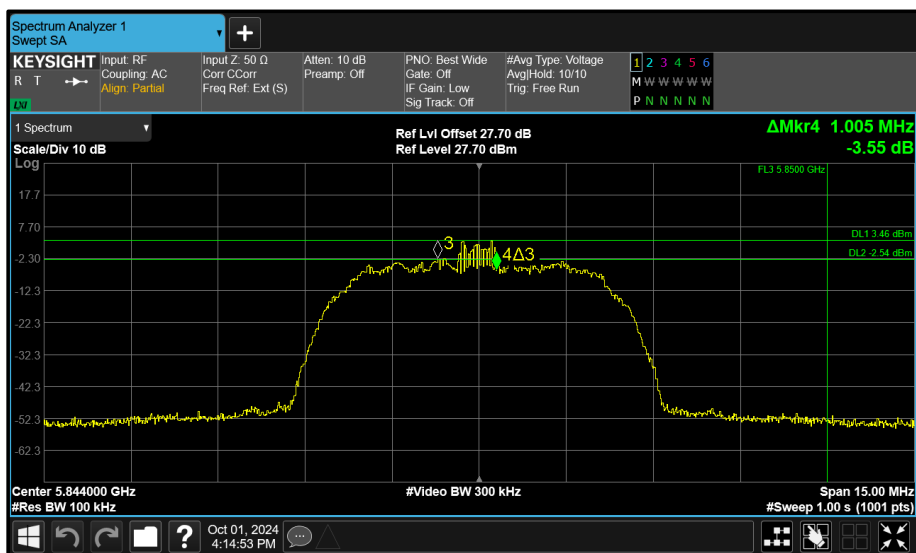 Spectrum Analyzer 1
Swept SA
KEYSIGHT
R T
LXI
Input: RF
Coupling: AC
Align: Partial
Input Z: 50 Ω
Corr CCorr
Freq Ref: Ext (S)
Atten: 10 dB
Preamp: Off
PNO: Best Wide
Gate: Off
IF Gain: Low
Sig Track: Off
#Avg Type: Voltage
Avg|Hold: 10/10
Trig: Free Run
1 2 3 4 5 6
M W W W W W
P N N N N N
1 Spectrum
Scale/Div 10 dB
Log
Ref Lvl Offset 27.70 dB
Ref Level 27.70 dBm
ΔMkr4 1.005 MHz
-3.55 dB
FL3 5.8500 GHz
17.7
7.70
DL1 3.46 dBm
3
4Δ3
DL2 -2.54 dBm
-2.30
-12.3
-22.3
-32.3
-42.3
-52.3
-62.3
Center 5.844000 GHz
#Video BW 300 kHz
Span 15.00 MHz
#Res BW 100 kHz
#Sweep 1.00 s (1001 pts)
Oct 01, 2024
4:14:53 PM